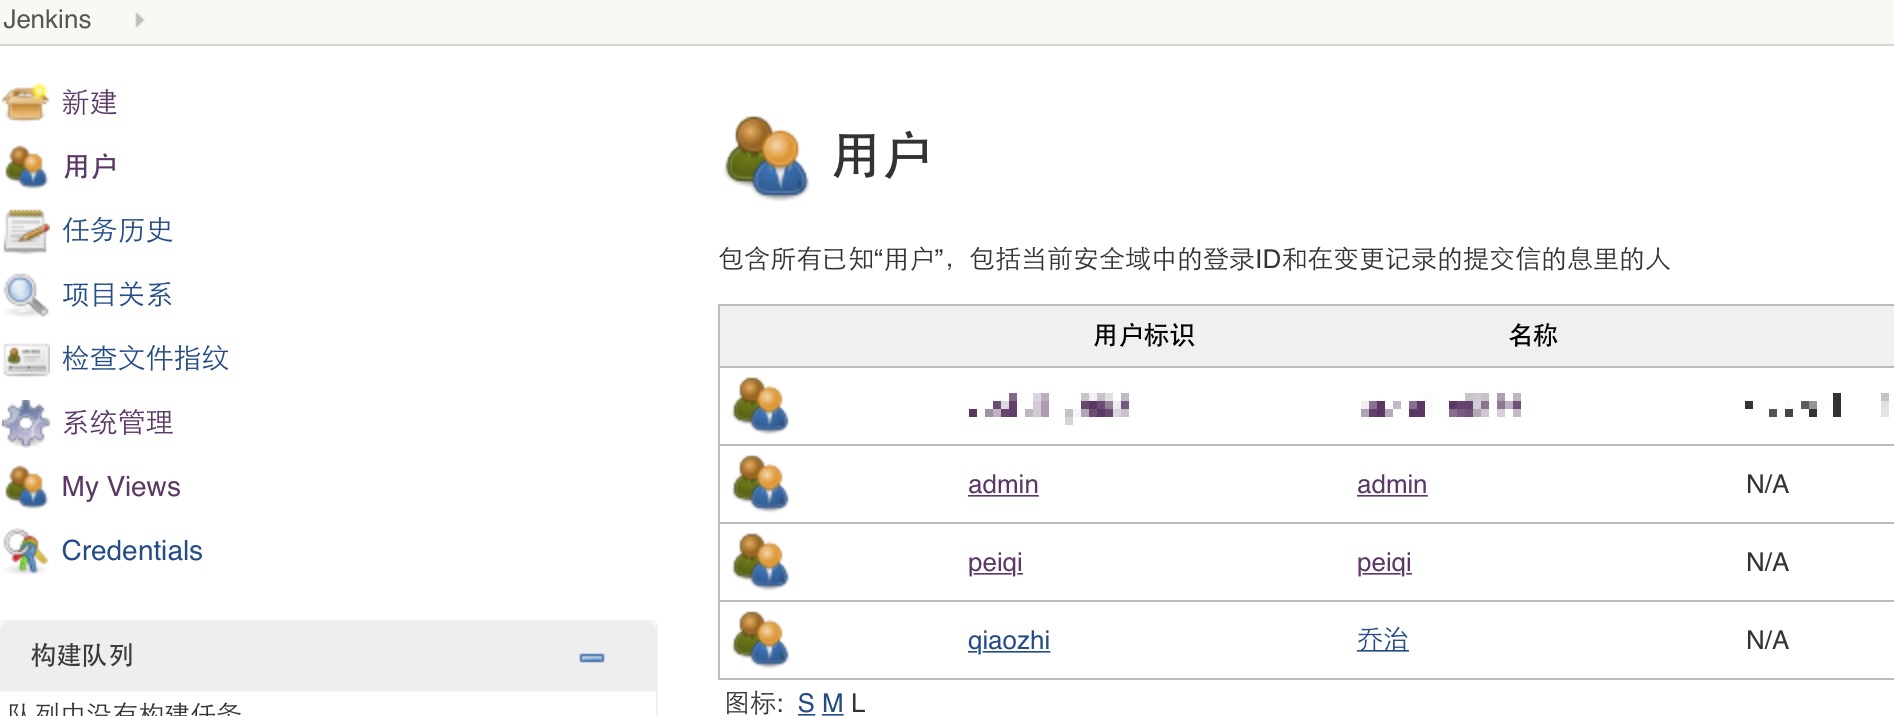 Jenkins
新建
用户
任务历史
项目关系
检查文件指纹
系统管理
My Views
Credentials
构建队列
队列中没有构建任务
用户
包含所有已知“用户”，包括当前安全域中的登录ID和在变更记录的提交信的息里的人
用户标识 名称
admin admin N/A
peiqi peiqi N/A
qiaozhi 乔治 N/A
图标: S M L